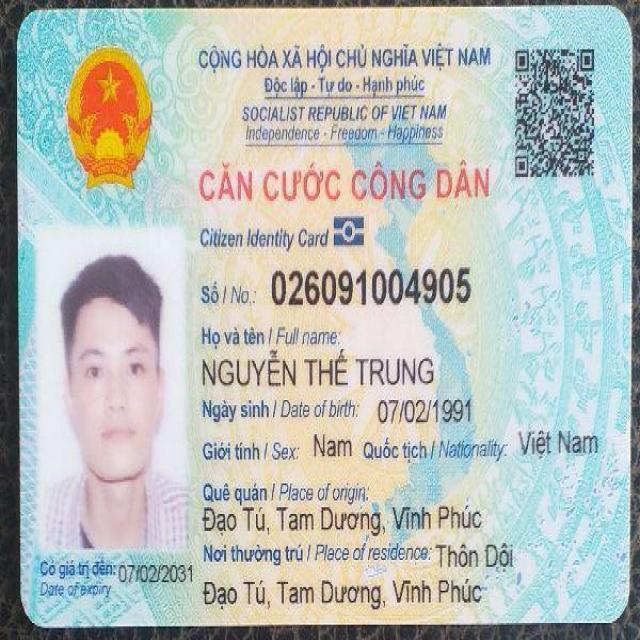 CỘNG HÒA XÃ HỘI CHỦ NGHĨA VIỆT NAM
Độc lập - Tự do - Hạnh phúc
SOCIALIST REPUBLIC OF VIET NAM
Independence - Freedom - Happiness
CĂN CƯỚC CÔNG DÂN
Citizen Identity Card
Số / No.: 026091004905
Họ và tên / Full name:
NGUYỄN THẾ TRUNG
Ngày sinh / Date of birth: 07/02/1991
Giới tính / Sex: Nam Quốc tịch / Nationality: Việt Nam
Quê quán / Place of origin:
Đạo Tú, Tam Dương, Vĩnh Phúc
Nơi thường trú / Place of residence: Thôn Dội
Đạo Tú, Tam Dương, Vĩnh Phúc
Có giá trị đến: 07/02/2031
Date of expiry